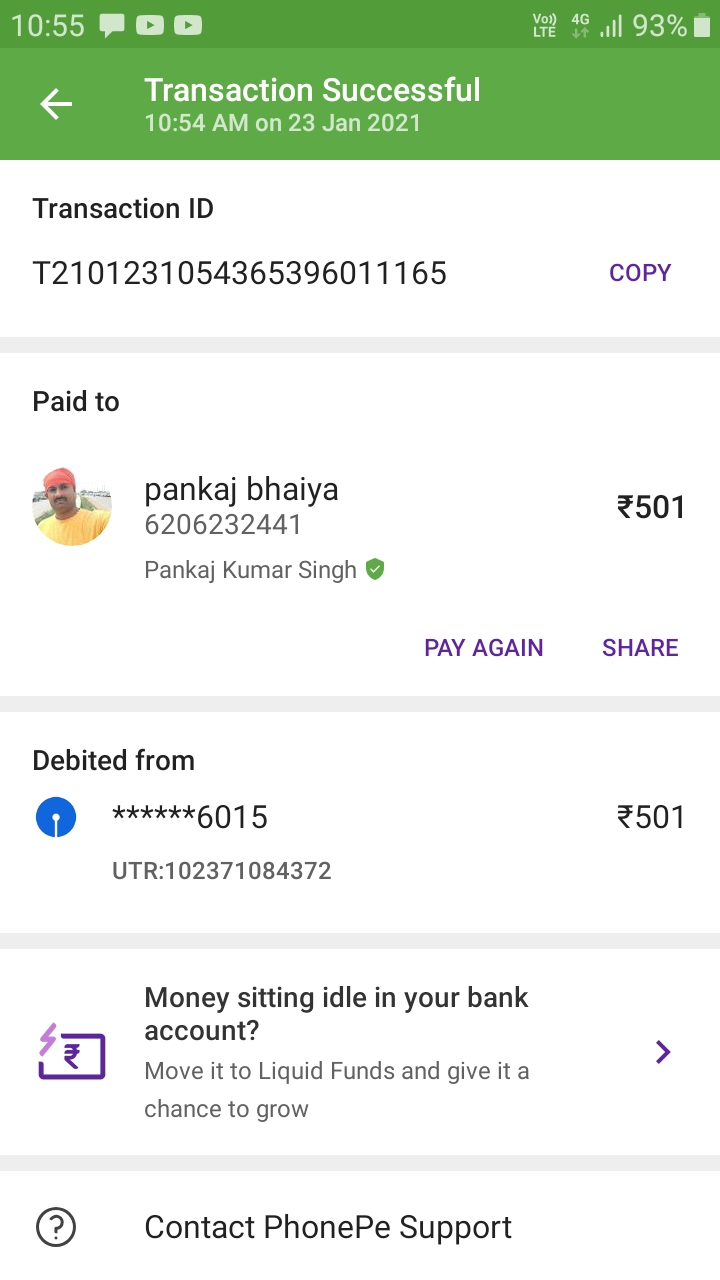 10:55
Vo)) LTE 4G 93%
Transaction Successful
10:54 AM on 23 Jan 2021
Transaction ID
T2101231054365396011165 COPY
Paid to
pankaj bhaiya
6206232441
₹501
Pankaj Kumar Singh
PAY AGAIN SHARE
Debited from
******6015 ₹501
UTR:102371084372
Money sitting idle in your bank
account?
Move it to Liquid Funds and give it a
chance to grow
Contact PhonePe Support